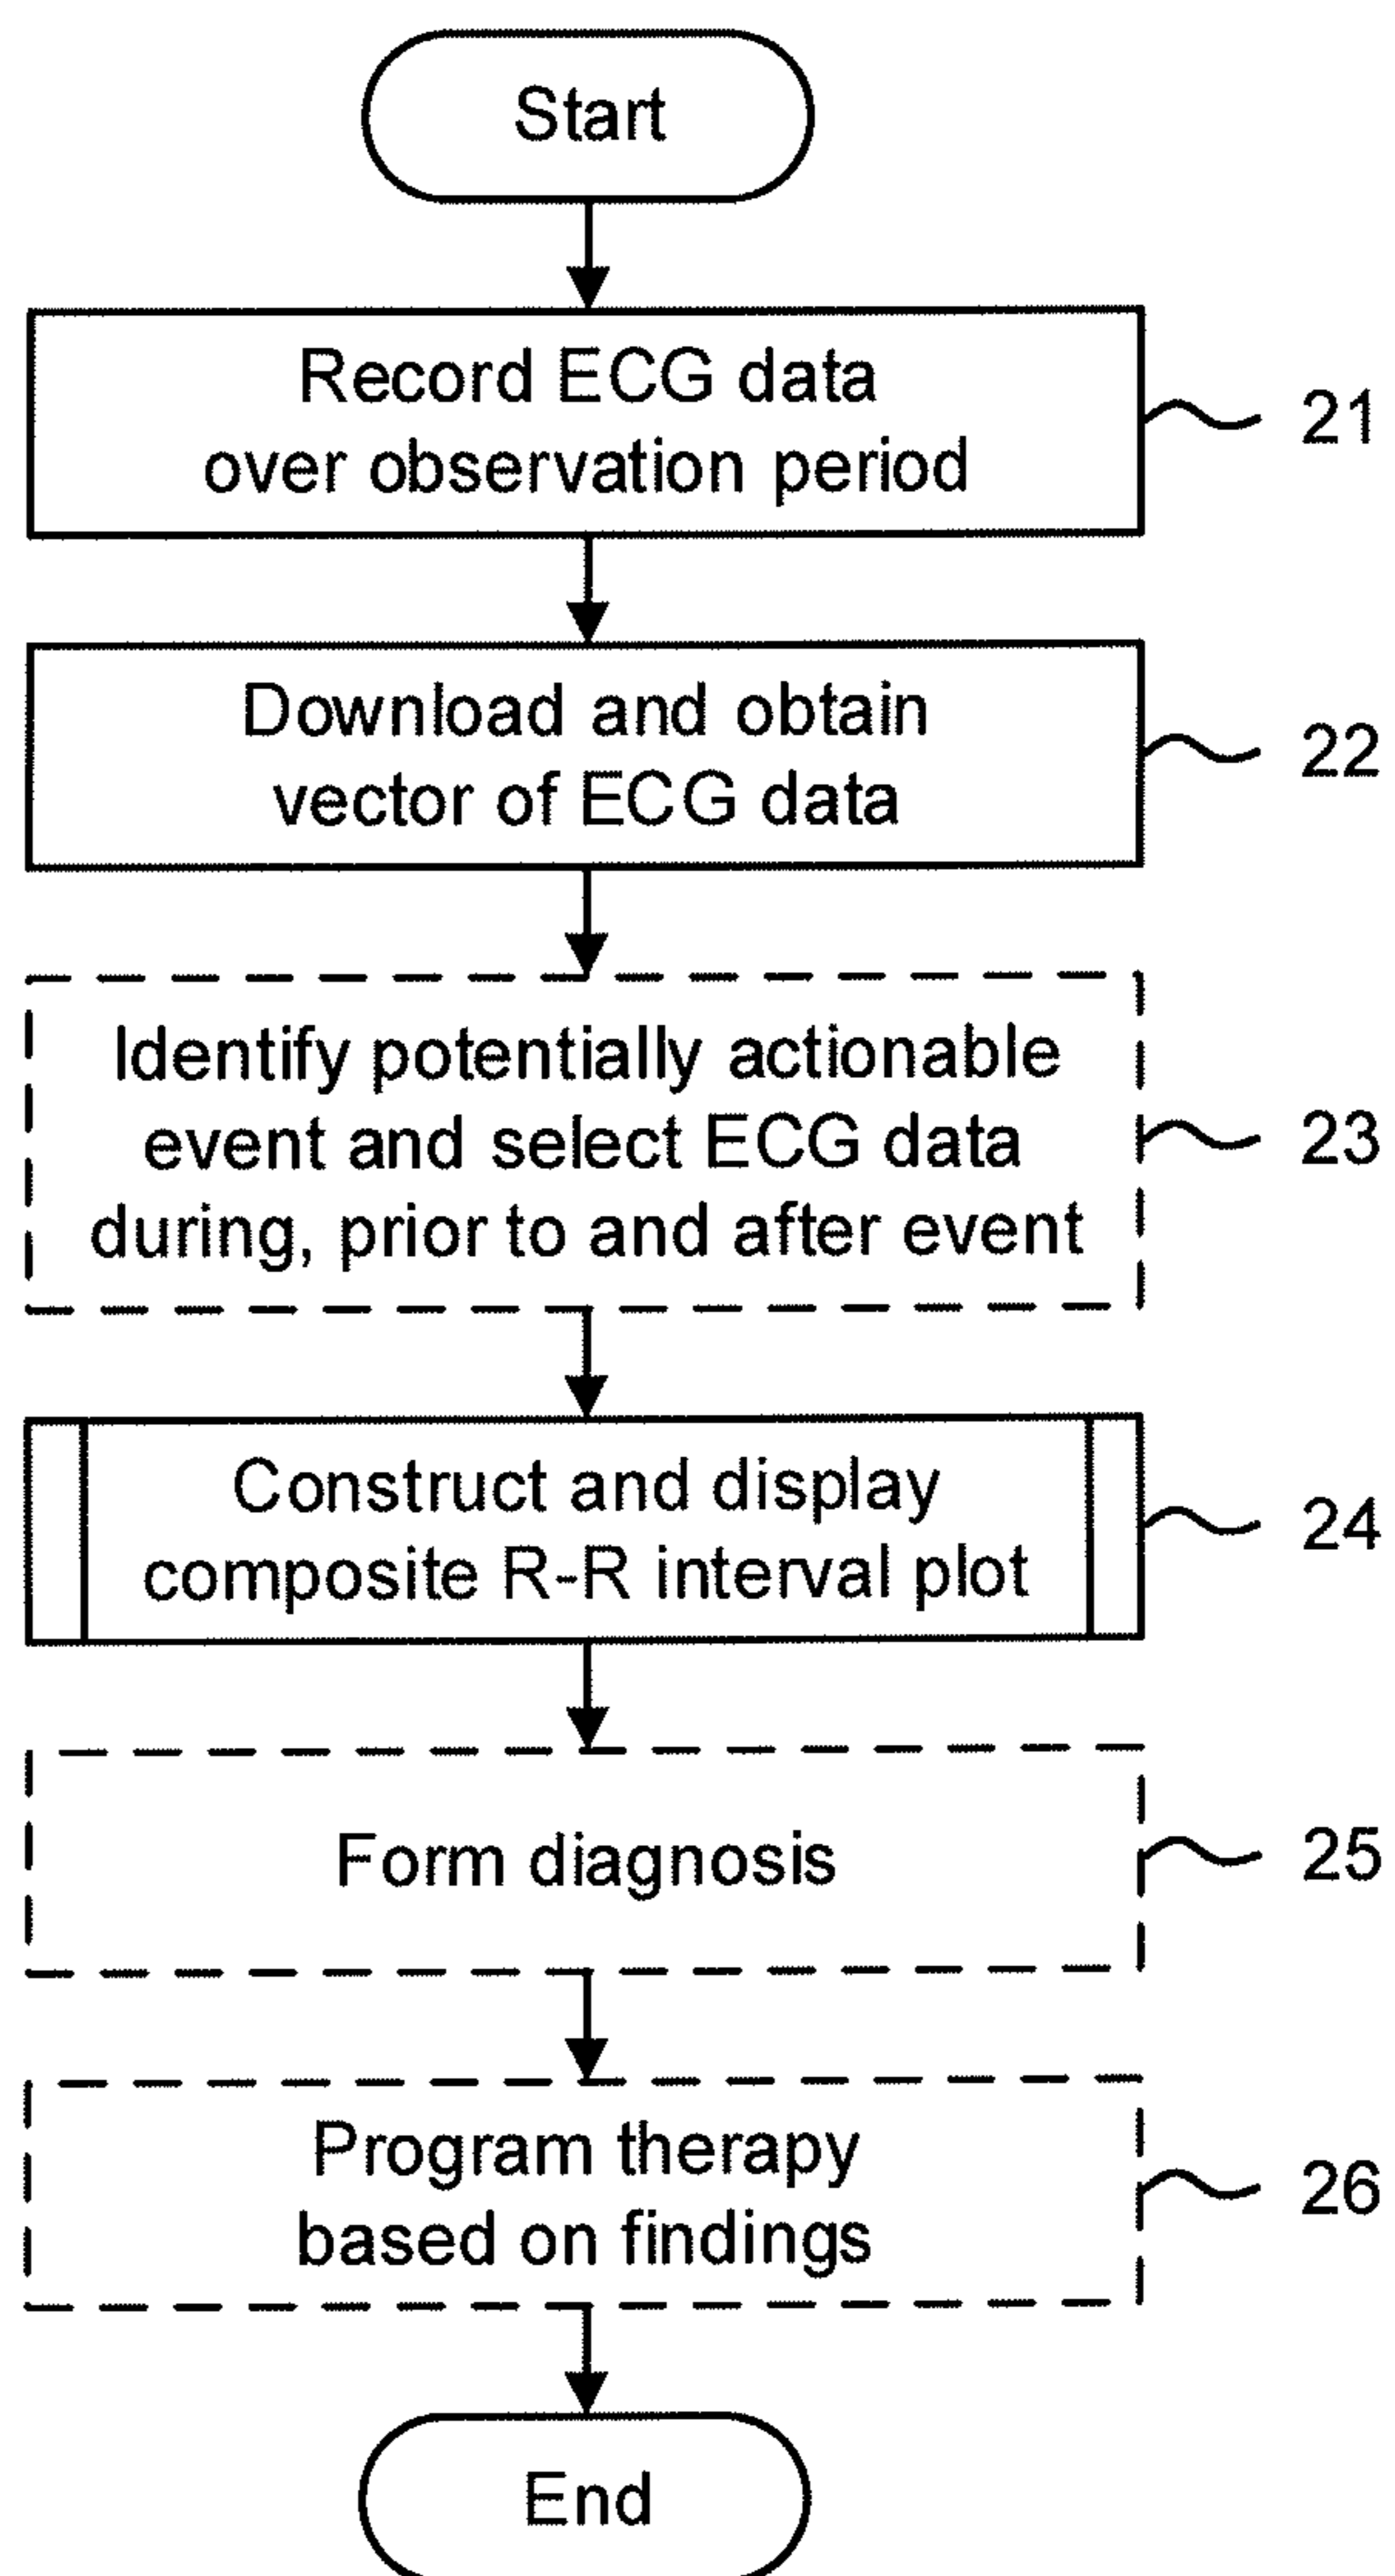 Start
Record ECG data
over observation period
21
Download and obtain
vector of ECG data
22
Identify potentially actionable
event and select ECG data
during, prior to and after event
23
Construct and display
composite R-R interval plot
24
Form diagnosis
25
Program therapy
based on findings
26
End